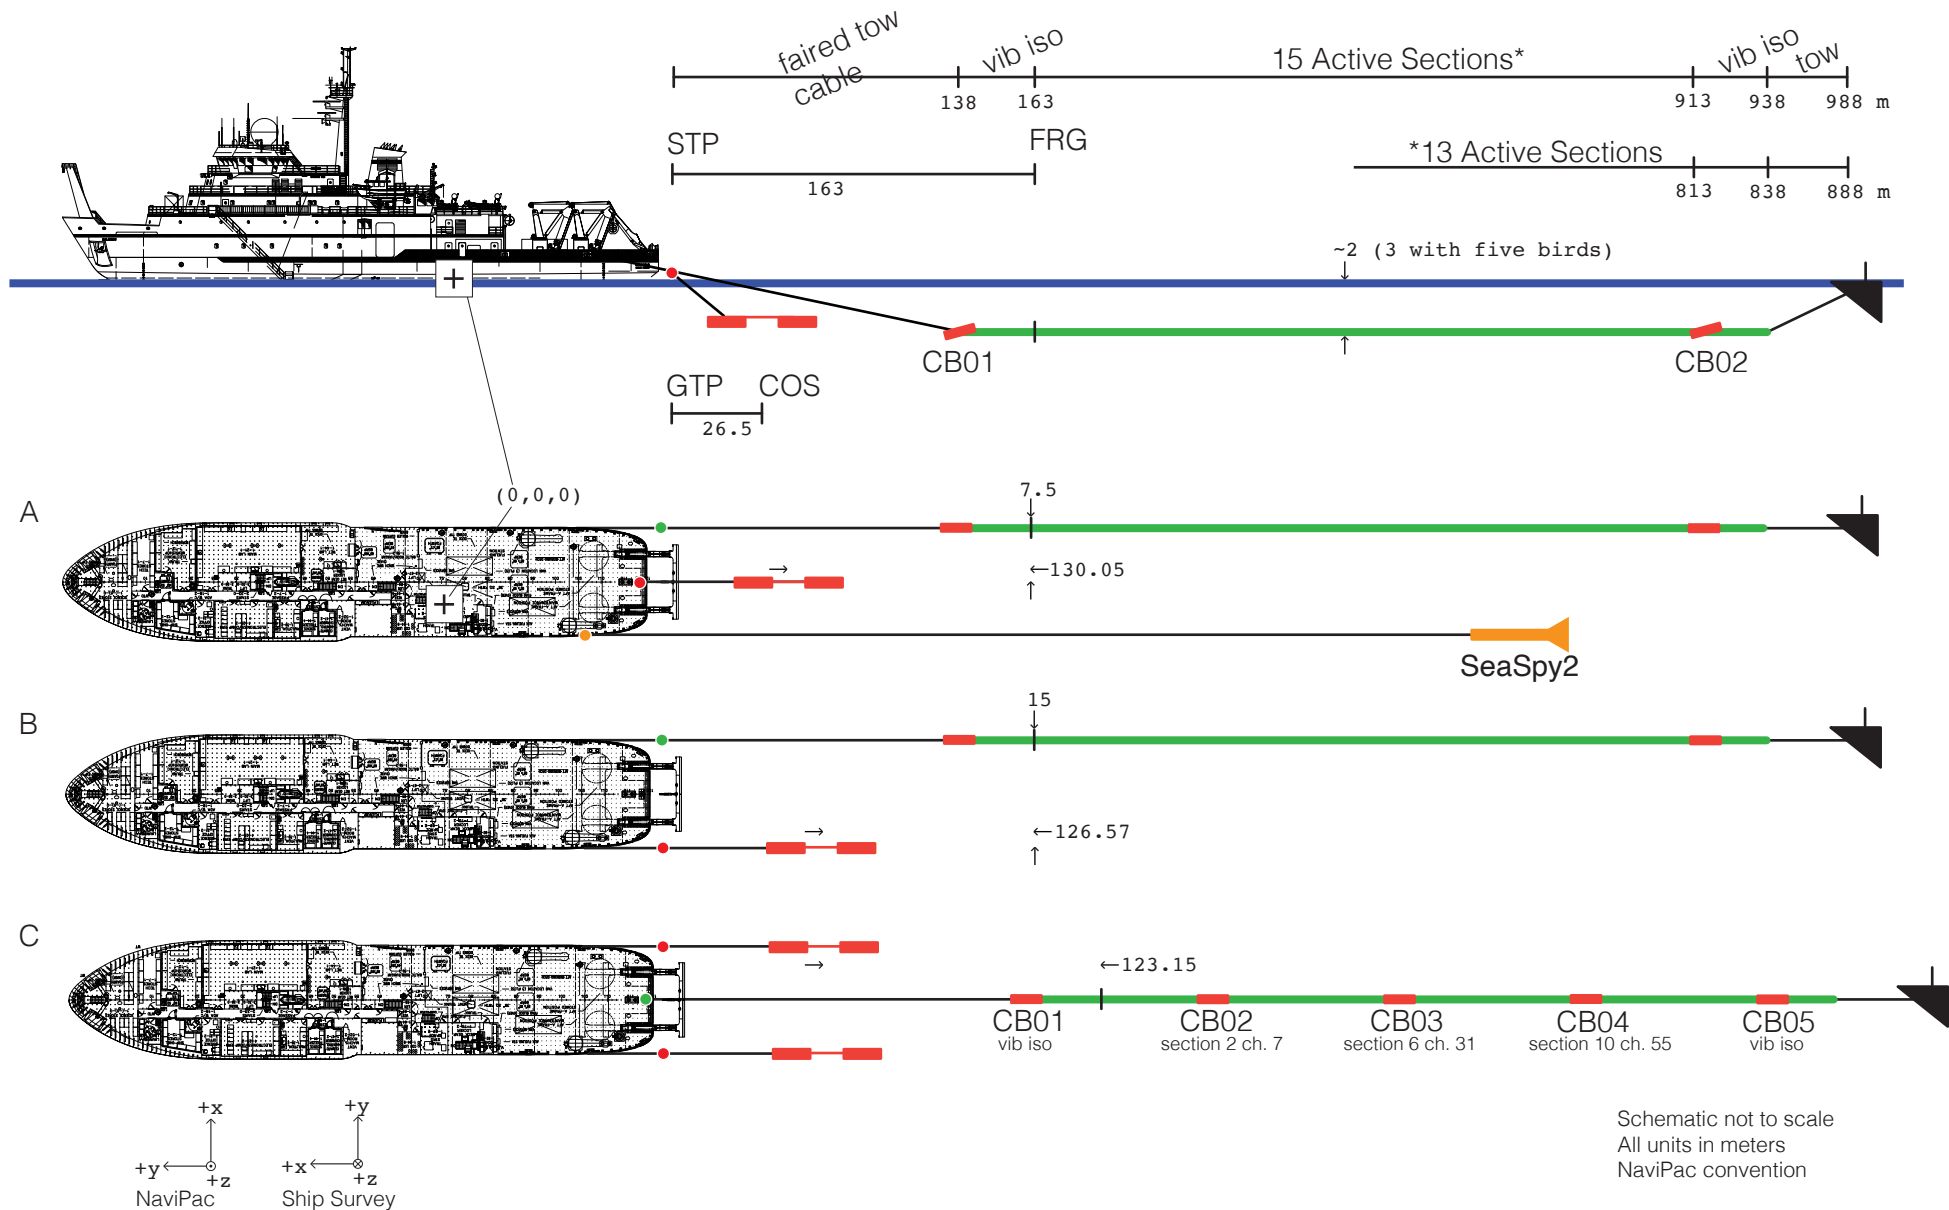 faired tow
cable
vib iso
15 Active Sections*
vib iso
tow
138
163
913
938
988 m
STP
FRG
*13 Active Sections
163
813
838
888 m
~2 (3 with five birds)
CB01
CB02
GTP
COS
26.5
(0,0,0)
A
7.5
←130.05
SeaSpy2
B
15
←126.57
C
←123.15
CB01
CB02
CB03
CB04
CB05
vib iso
section 2 ch. 7
section 6 ch. 31
section 10 ch. 55
vib iso
+x
+y
+y
+x
+z
+z
NaviPac
Ship Survey
Schematic not to scale
All units in meters
NaviPac convention